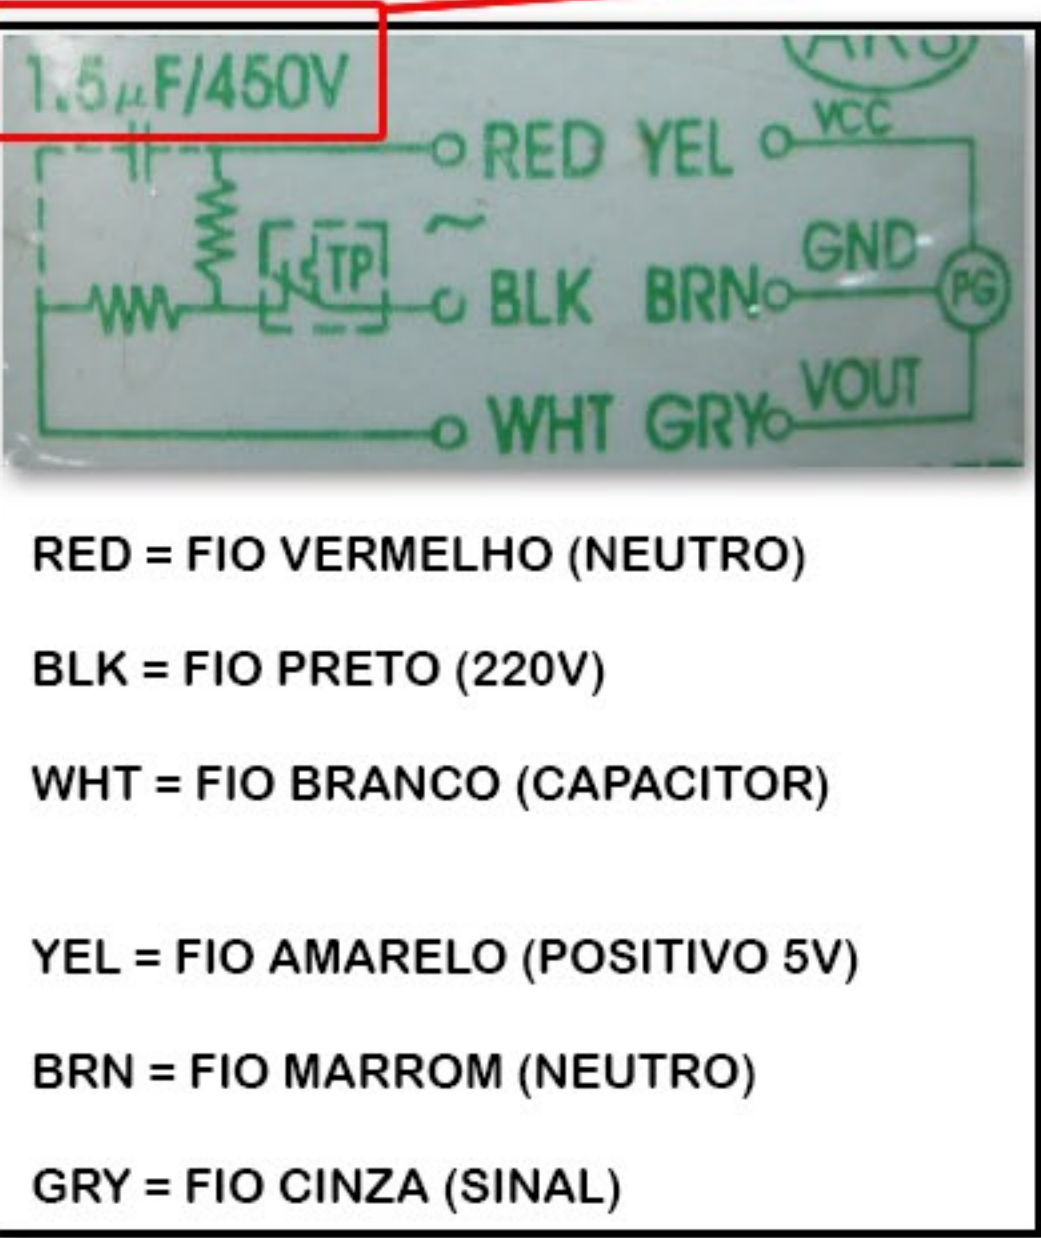 1.5µF/450V
RED YEL VCC
~
TP
GND
BLK BRN PG
VOUT
WHT GRY
RED = FIO VERMELHO (NEUTRO)
BLK = FIO PRETO (220V)
WHT = FIO BRANCO (CAPACITOR)
YEL = FIO AMARELO (POSITIVO 5V)
BRN = FIO MARROM (NEUTRO)
GRY = FIO CINZA (SINAL)